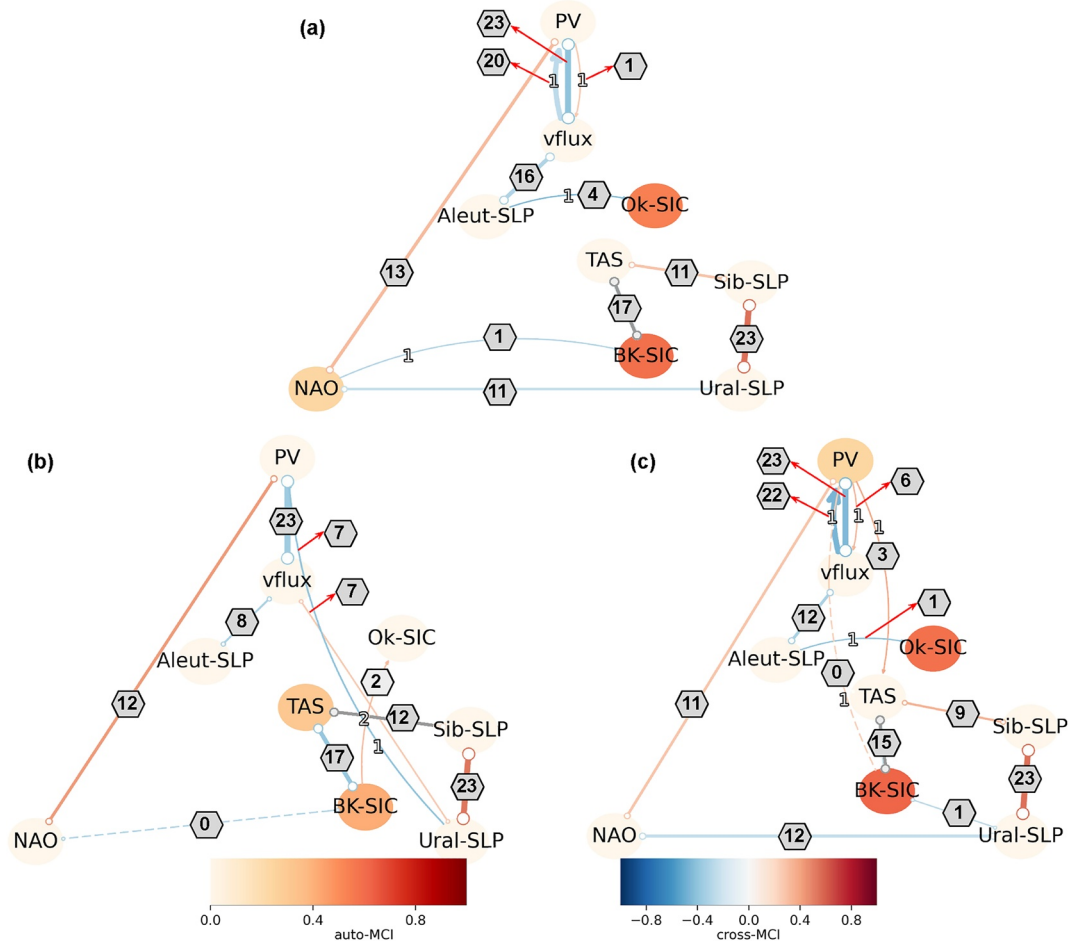 (a)
PV
23
20
1
1
1
vflux
16
Aleut-SLP
1
4
Ok-SIC
TAS
11
Sib-SLP
13
17
23
1
1
BK-SIC
NAO
11
Ural-SLP
(b)
PV
23
7
vflux
7
8
Aleut-SLP
Ok-SIC
2
12
TAS
2
12
Sib-SLP
1
17
23
BK-SIC
0
NAO
Ural-SLP
0.0
0.4
0.8
auto-MCI
(c)
PV
23
6
22
1
1
1
3
vflux
12
1
1
Aleut-SLP
Ok-SIC
0
1
TAS
11
9
Sib-SLP
15
23
BK-SIC
1
NAO
12
Ural-SLP
−0.8
−0.4
0.0
0.4
0.8
cross-MCI